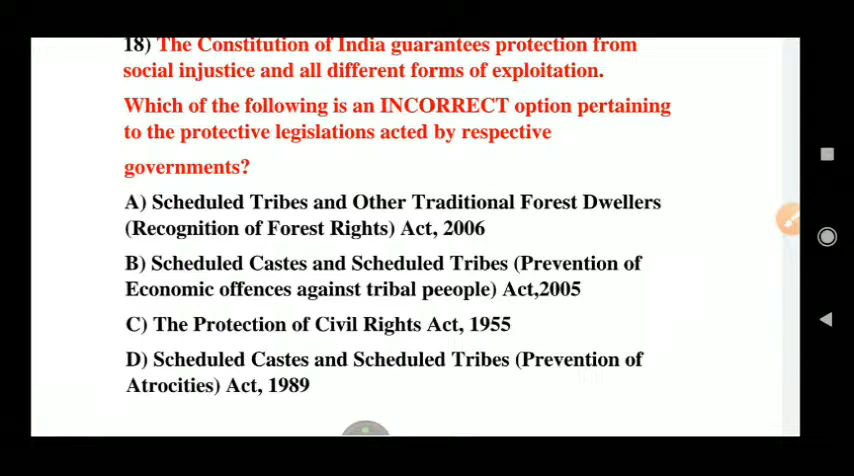 18) The Constitution of India guarantees protection from
social injustice and all different forms of exploitation.
Which of the following is an INCORRECT option pertaining
to the protective legislations acted by respective
governments?
A) Scheduled Tribes and Other Traditional Forest Dwellers
(Recognition of Forest Rights) Act, 2006
B) Scheduled Castes and Scheduled Tribes (Prevention of
Economic offences against tribal peeople) Act,2005
C) The Protection of Civil Rights Act, 1955
D) Scheduled Castes and Scheduled Tribes (Prevention of
Atrocities) Act, 1989